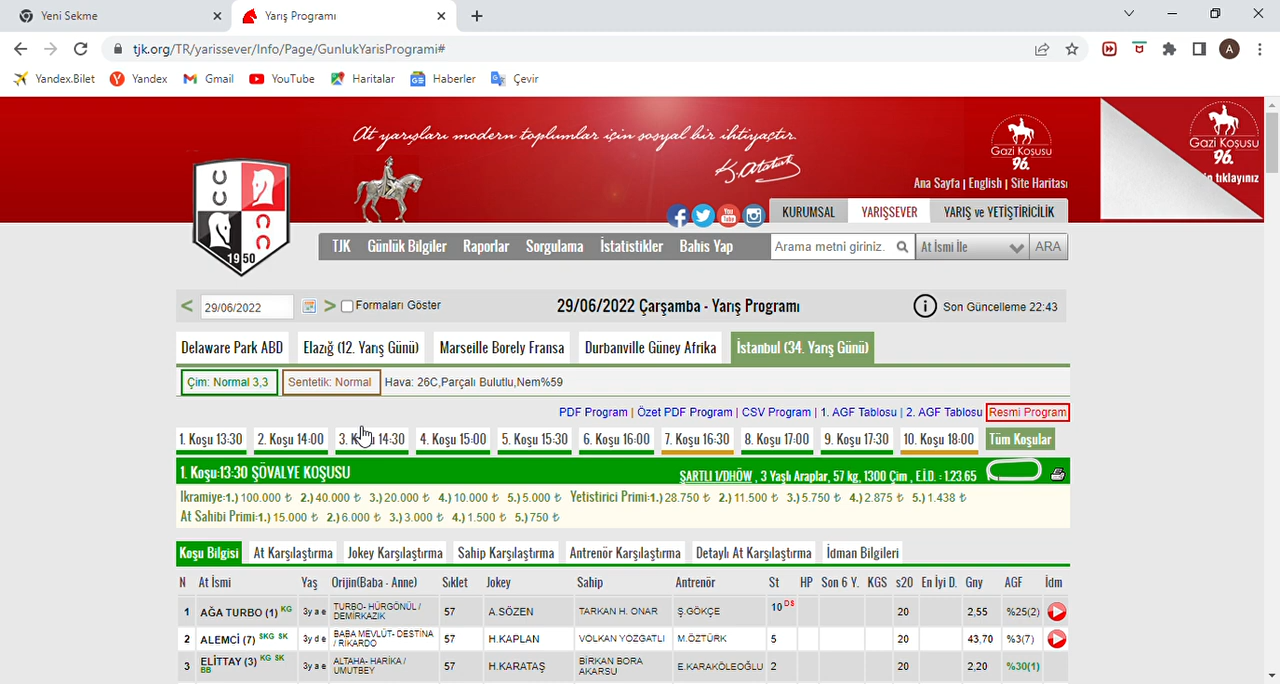 Yeni Sekme
Yarış Programı
tjk.org/TR/yarissever/Info/Page/GunlukYarisProgrami#
A
Yandex.Bilet Yandex Gmail YouTube Haritalar Haberler Çevir
At yarışları modern toplumlar için sosyal bir ihtiyaçtır.
K. Atatürk
Gazi Koşusu
96.
Gazi Koşusu
96.
tıklayınız
Ana Sayfa | English | Site Haritası
1950
KURUMSAL YARIŞSEVER YARIŞ ve YETİŞTİRİCİLİK
TJK Günlük Bilgiler Raporlar Sorgulama İstatistikler Bahis Yap Arama metni giriniz. At İsmi İle ARA
< 29/06/2022 > Formaları Göster 29/06/2022 Çarşamba - Yarış Programı Son Güncelleme 22:43
Delaware Park ABD Elazığ (12. Yarış Günü) Marseille Borely Fransa Durbanville Güney Afrika İstanbul (34. Yarış Günü)
Çim: Normal 3,3 Sentetik: Normal Hava: 26C,Parçalı Bulutlu,Nem%59
PDF Program | Özet PDF Program | CSV Program | 1. AGF Tablosu | 2. AGF Tablosu Resmi Program
1. Koşu 13:30 2. Koşu 14:00 3. Koşu 14:30 4. Koşu 15:00 5. Koşu 15:30 6. Koşu 16:00 7. Koşu 16:30 8. Koşu 17:00 9. Koşu 17:30 10. Koşu 18:00 Tüm Koşular
1. Koşu:13:30 ŞÖVALYE KOŞUSU ŞARTLI 1/DHÖW , 3 Yaşlı Araplar, 57 kg, 1300 Çim , E.İ.D. : 1.23.65
Ikramiye:1.) 100.000 ₺ 2.) 40.000 ₺ 3.) 20.000 ₺ 4.) 10.000 ₺ 5.) 5.000 ₺ Yetistirici Primi:1.) 28.750 ₺ 2.) 11.500 ₺ 3.) 5.750 ₺ 4.) 2.875 ₺ 5.) 1.438 ₺
At Sahibi Primi:1.) 15.000 ₺ 2.) 6.000 ₺ 3.) 3.000 ₺ 4.) 1.500 ₺ 5.) 750 ₺
Koşu Bilgisi At Karşılaştırma Jokey Karşılaştırma Sahip Karşılaştırma Antrenör Karşılaştırma Detaylı At Karşılaştırma İdman Bilgileri
N At İsmi Yaş Orijin(Baba - Anne) Sıklet Jokey Sahip Antrenör St HP Son 6 Y. KGS s20 En İyi D. Gny AGF İdm
1 AĞA TURBO (1) KG 3y a e TURBO- HÜRGÖNÜL / DEMİRKAZIK 57 A.SÖZEN TARKAN H. ONAR Ş.GÖKÇE 10 DS 20 2,55 %25(2)
2 ALEMCİ (7) SKG SK 3y d e BABA MEVLÜT- DESTİNA / RIKARDO 57 H.KAPLAN VOLKAN YOZGATLI M.ÖZTÜRK 5 20 43,70 %3(7)
3 ELİTTAY (3) KG SK BB 3y a e ALTAHA- HARİKA / UMUTBEY 57 H.KARATAŞ BİRKAN BORA AKARSU E.KARAKÖLEOĞLU 2 20 2,20 %30(1)